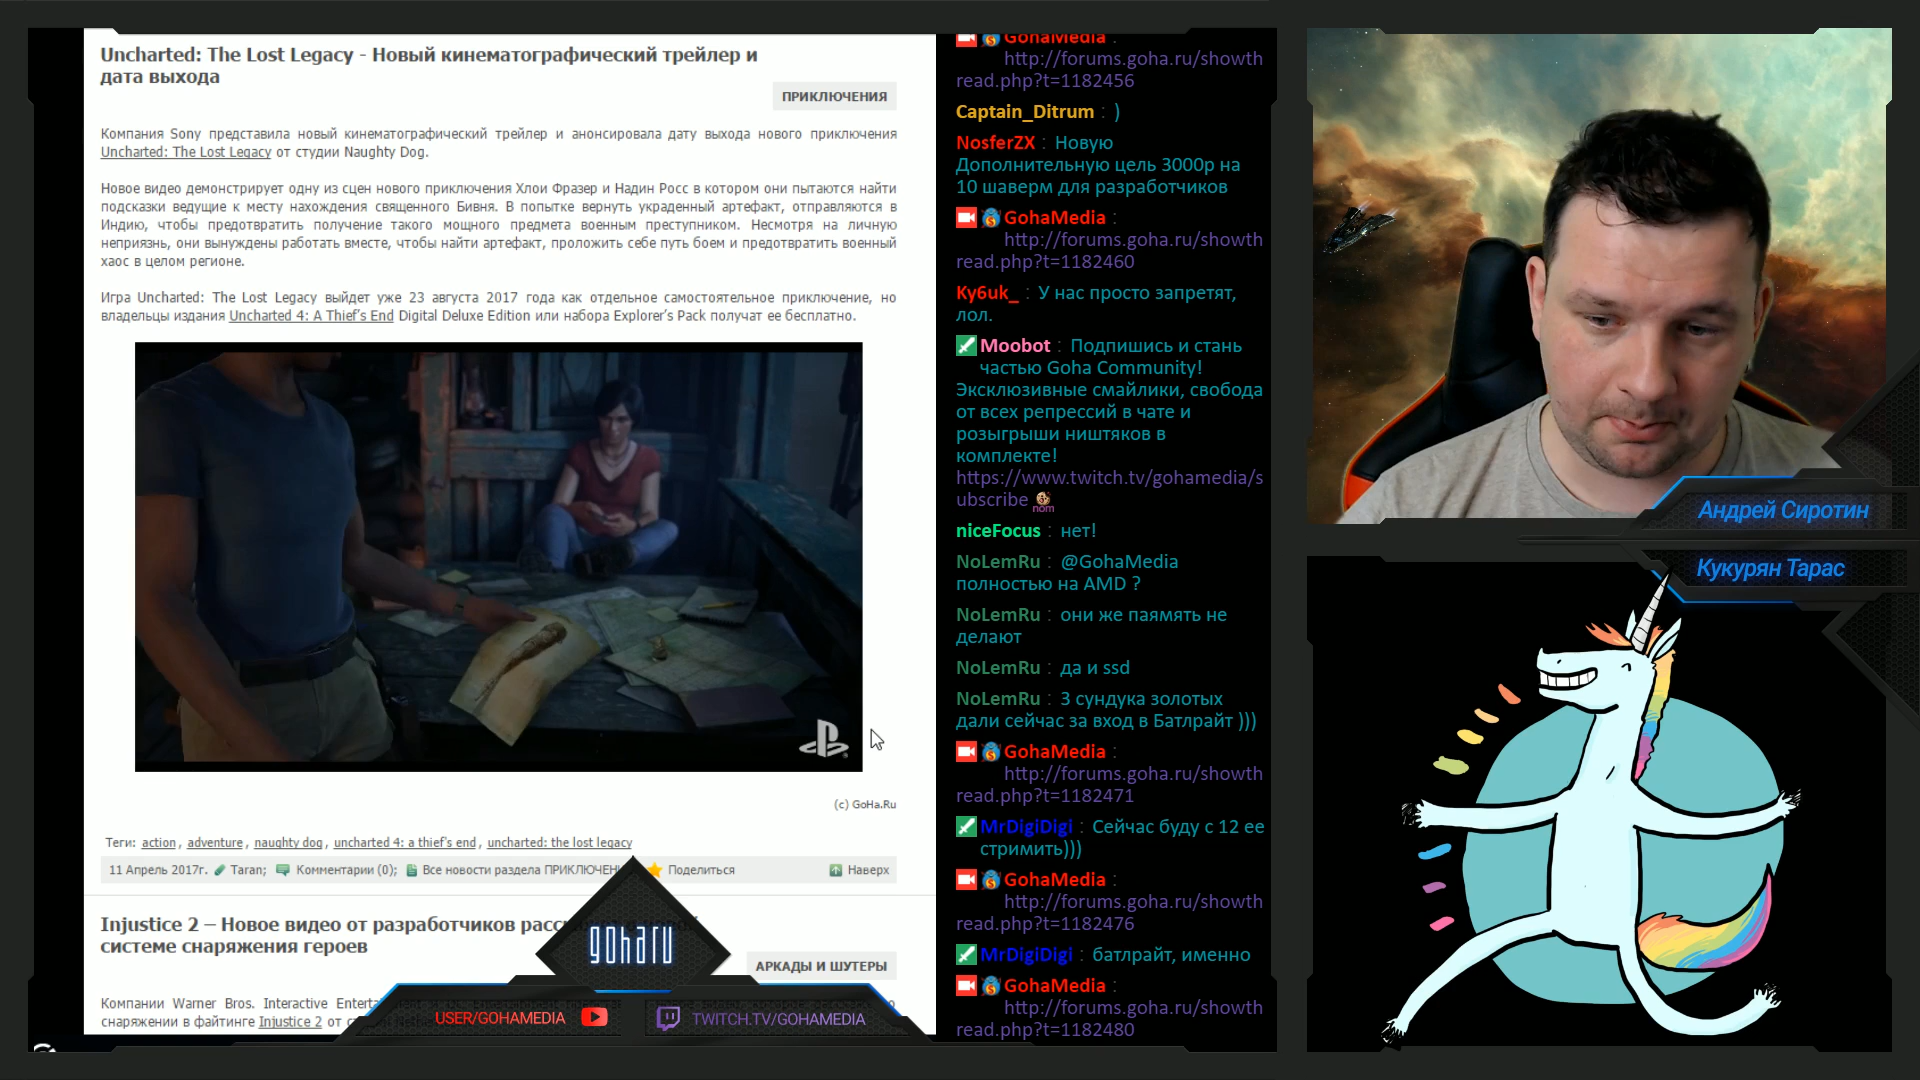 Uncharted: The Lost Legacy - Новый кинематографический трейлер и
дата выхода
ПРИКЛЮЧЕНИЯ
Компания Sony представила новый кинематографический трейлер и анонсировала дату выхода нового приключения
Uncharted: The Lost Legacy от студии Naughty Dog.
Новое видео демонстрирует одну из сцен нового приключения Хлои Фразер и Надин Росс в котором они пытаются найти
подсказки ведущие к месту нахождения священного Бивня. В попытке вернуть украденный артефакт, отправляются в
Индию, чтобы предотвратить получение такого мощного предмета военным преступником. Несмотря на личную
неприязнь, они вынуждены работать вместе, чтобы найти артефакт, проложить себе путь боем и предотвратить военный
хаос в целом регионе.
Игра Uncharted: The Lost Legacy выйдет уже 23 августа 2017 года как отдельное самостоятельное приключение, но
владельцы издания Uncharted 4: A Thief's End Digital Deluxe Edition или набора Explorer's Pack получат ее бесплатно.
(c) GoHa.Ru
Теги: action, adventure, naughty dog, uncharted 4: a thief's end, uncharted: the lost legacy
11 Апрель 2017г. Taran; Комментарии (0); Все новости раздела Поделиться Наверх
Injustice 2 – Новое видео от разработчиков
системе снаряжения героев
АРКАДЫ И ШУТЕРЫ
Компании Warner Bros. Interactive
снаряжении в файтинге Injustice 2 от
goharu
USER/GOHAMEDIA
TWITCH.TV/GOHAMEDIA
GohaMedia :
http://forums.goha.ru/showth
read.php?t=1182456
Captain_Ditrum : )
NosferZX : Новую
Дополнительную цель 3000р на
10 шаверм для разработчиков
GohaMedia :
http://forums.goha.ru/showth
read.php?t=1182460
Ky6uk_ : У нас просто запретят,
лол.
Moobot : Подпишись и стань
частью Goha Community!
Эксклюзивные смайлики, свобода
от всех репрессий в чате и
розыгрыши ништяков в
комплекте!
https://www.twitch.tv/gohamedia/s
ubscribe nom
niceFocus : нет!
NoLemRu : @GohaMedia
полностью на AMD ?
NoLemRu : они же паямять не
делают
NoLemRu : да и ssd
NoLemRu : 3 сундука золотых
дали сейчас за вход в Батлрайт )))
GohaMedia :
http://forums.goha.ru/showth
read.php?t=1182471
MrDigiDigi : Сейчас буду с 12 ее
стримить)))
GohaMedia :
http://forums.goha.ru/showth
read.php?t=1182476
MrDigiDigi : батлрайт, именно
GohaMedia :
http://forums.goha.ru/showth
read.php?t=1182480
Андрей Сиротин
Кукурян Тарас